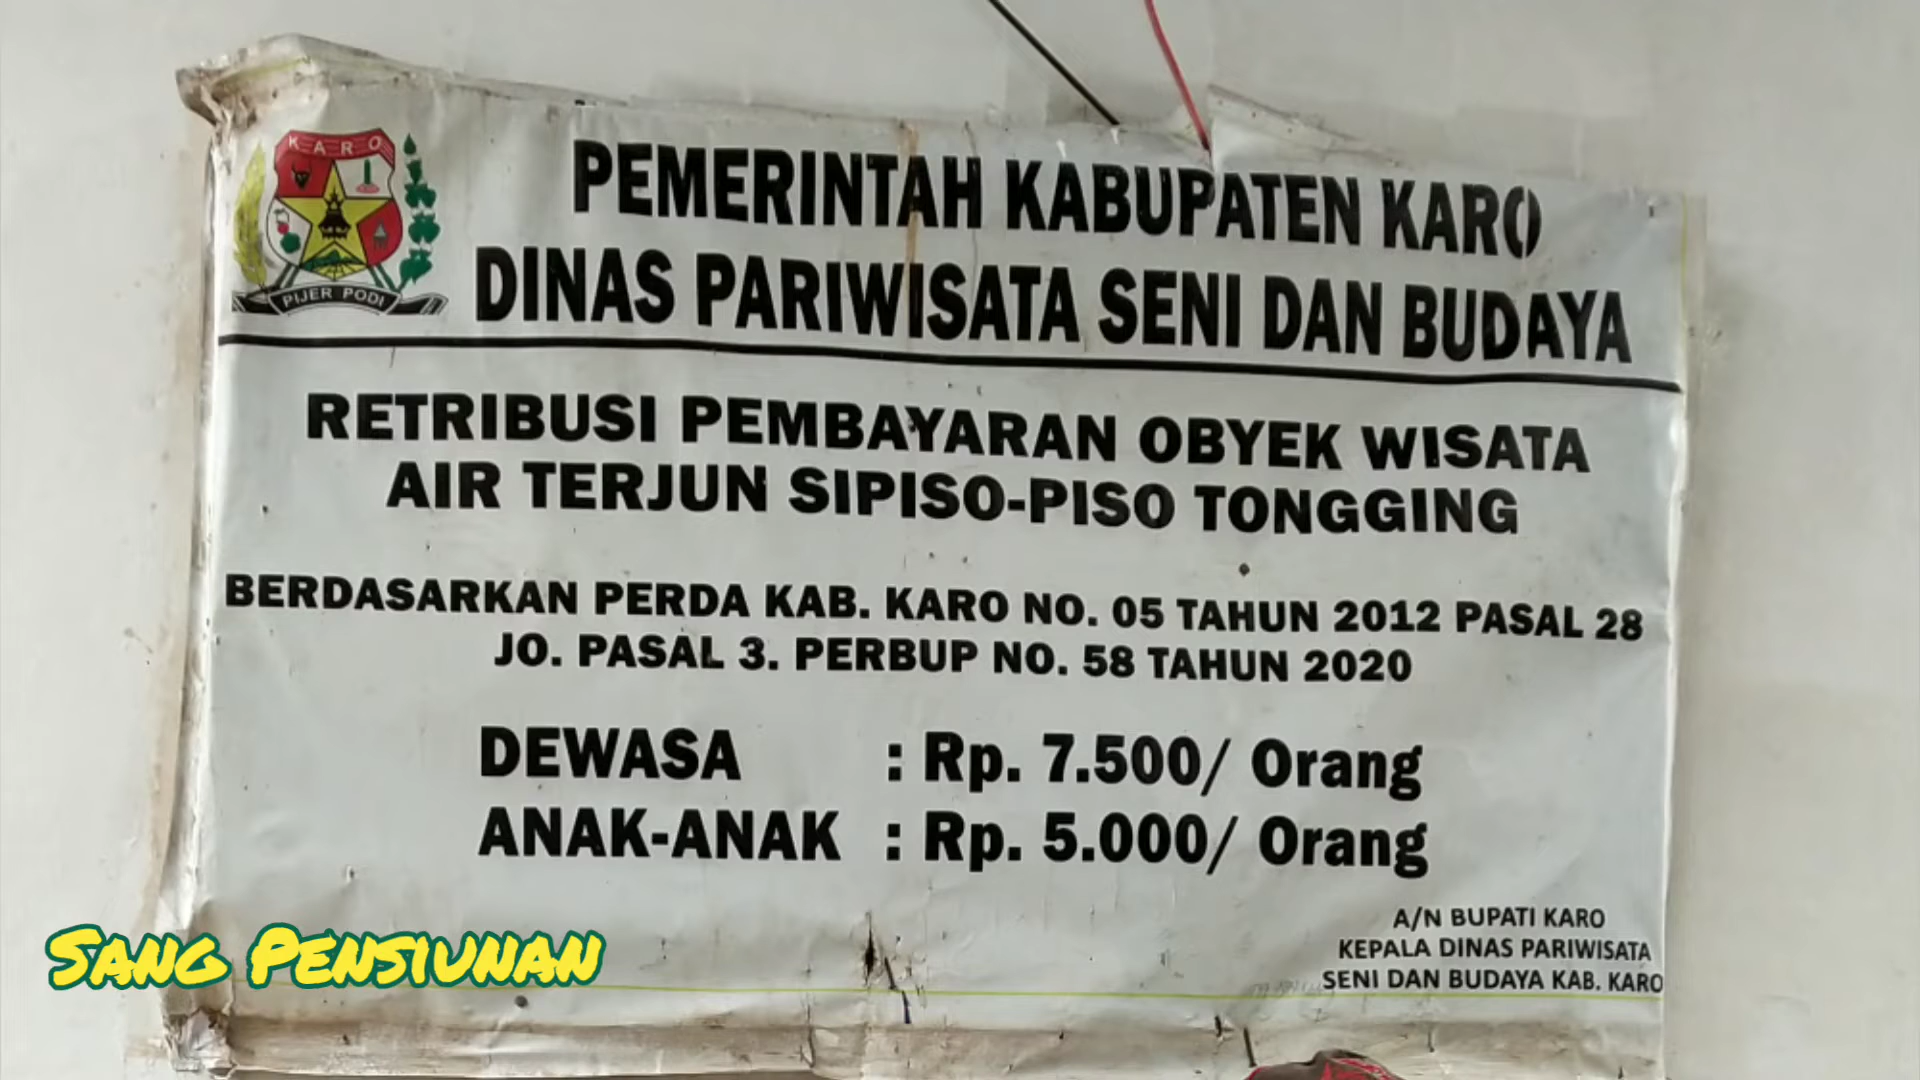 KARO
PIJER PODI
PEMERINTAH KABUPATEN KARO
DINAS PARIWISATA SENI DAN BUDAYA
RETRIBUSI PEMBAYARAN OBYEK WISATA
AIR TERJUN SIPISO-PISO TONGGING
BERDASARKAN PERDA KAB. KARO NO. 05 TAHUN 2012 PASAL 28
JO. PASAL 3. PERBUP NO. 58 TAHUN 2020
DEWASA : Rp. 7.500/ Orang
ANAK-ANAK : Rp. 5.000/ Orang
A/N BUPATI KARO
KEPALA DINAS PARIWISATA
SENI DAN BUDAYA KAB. KARO
SANG PENSIUNAN